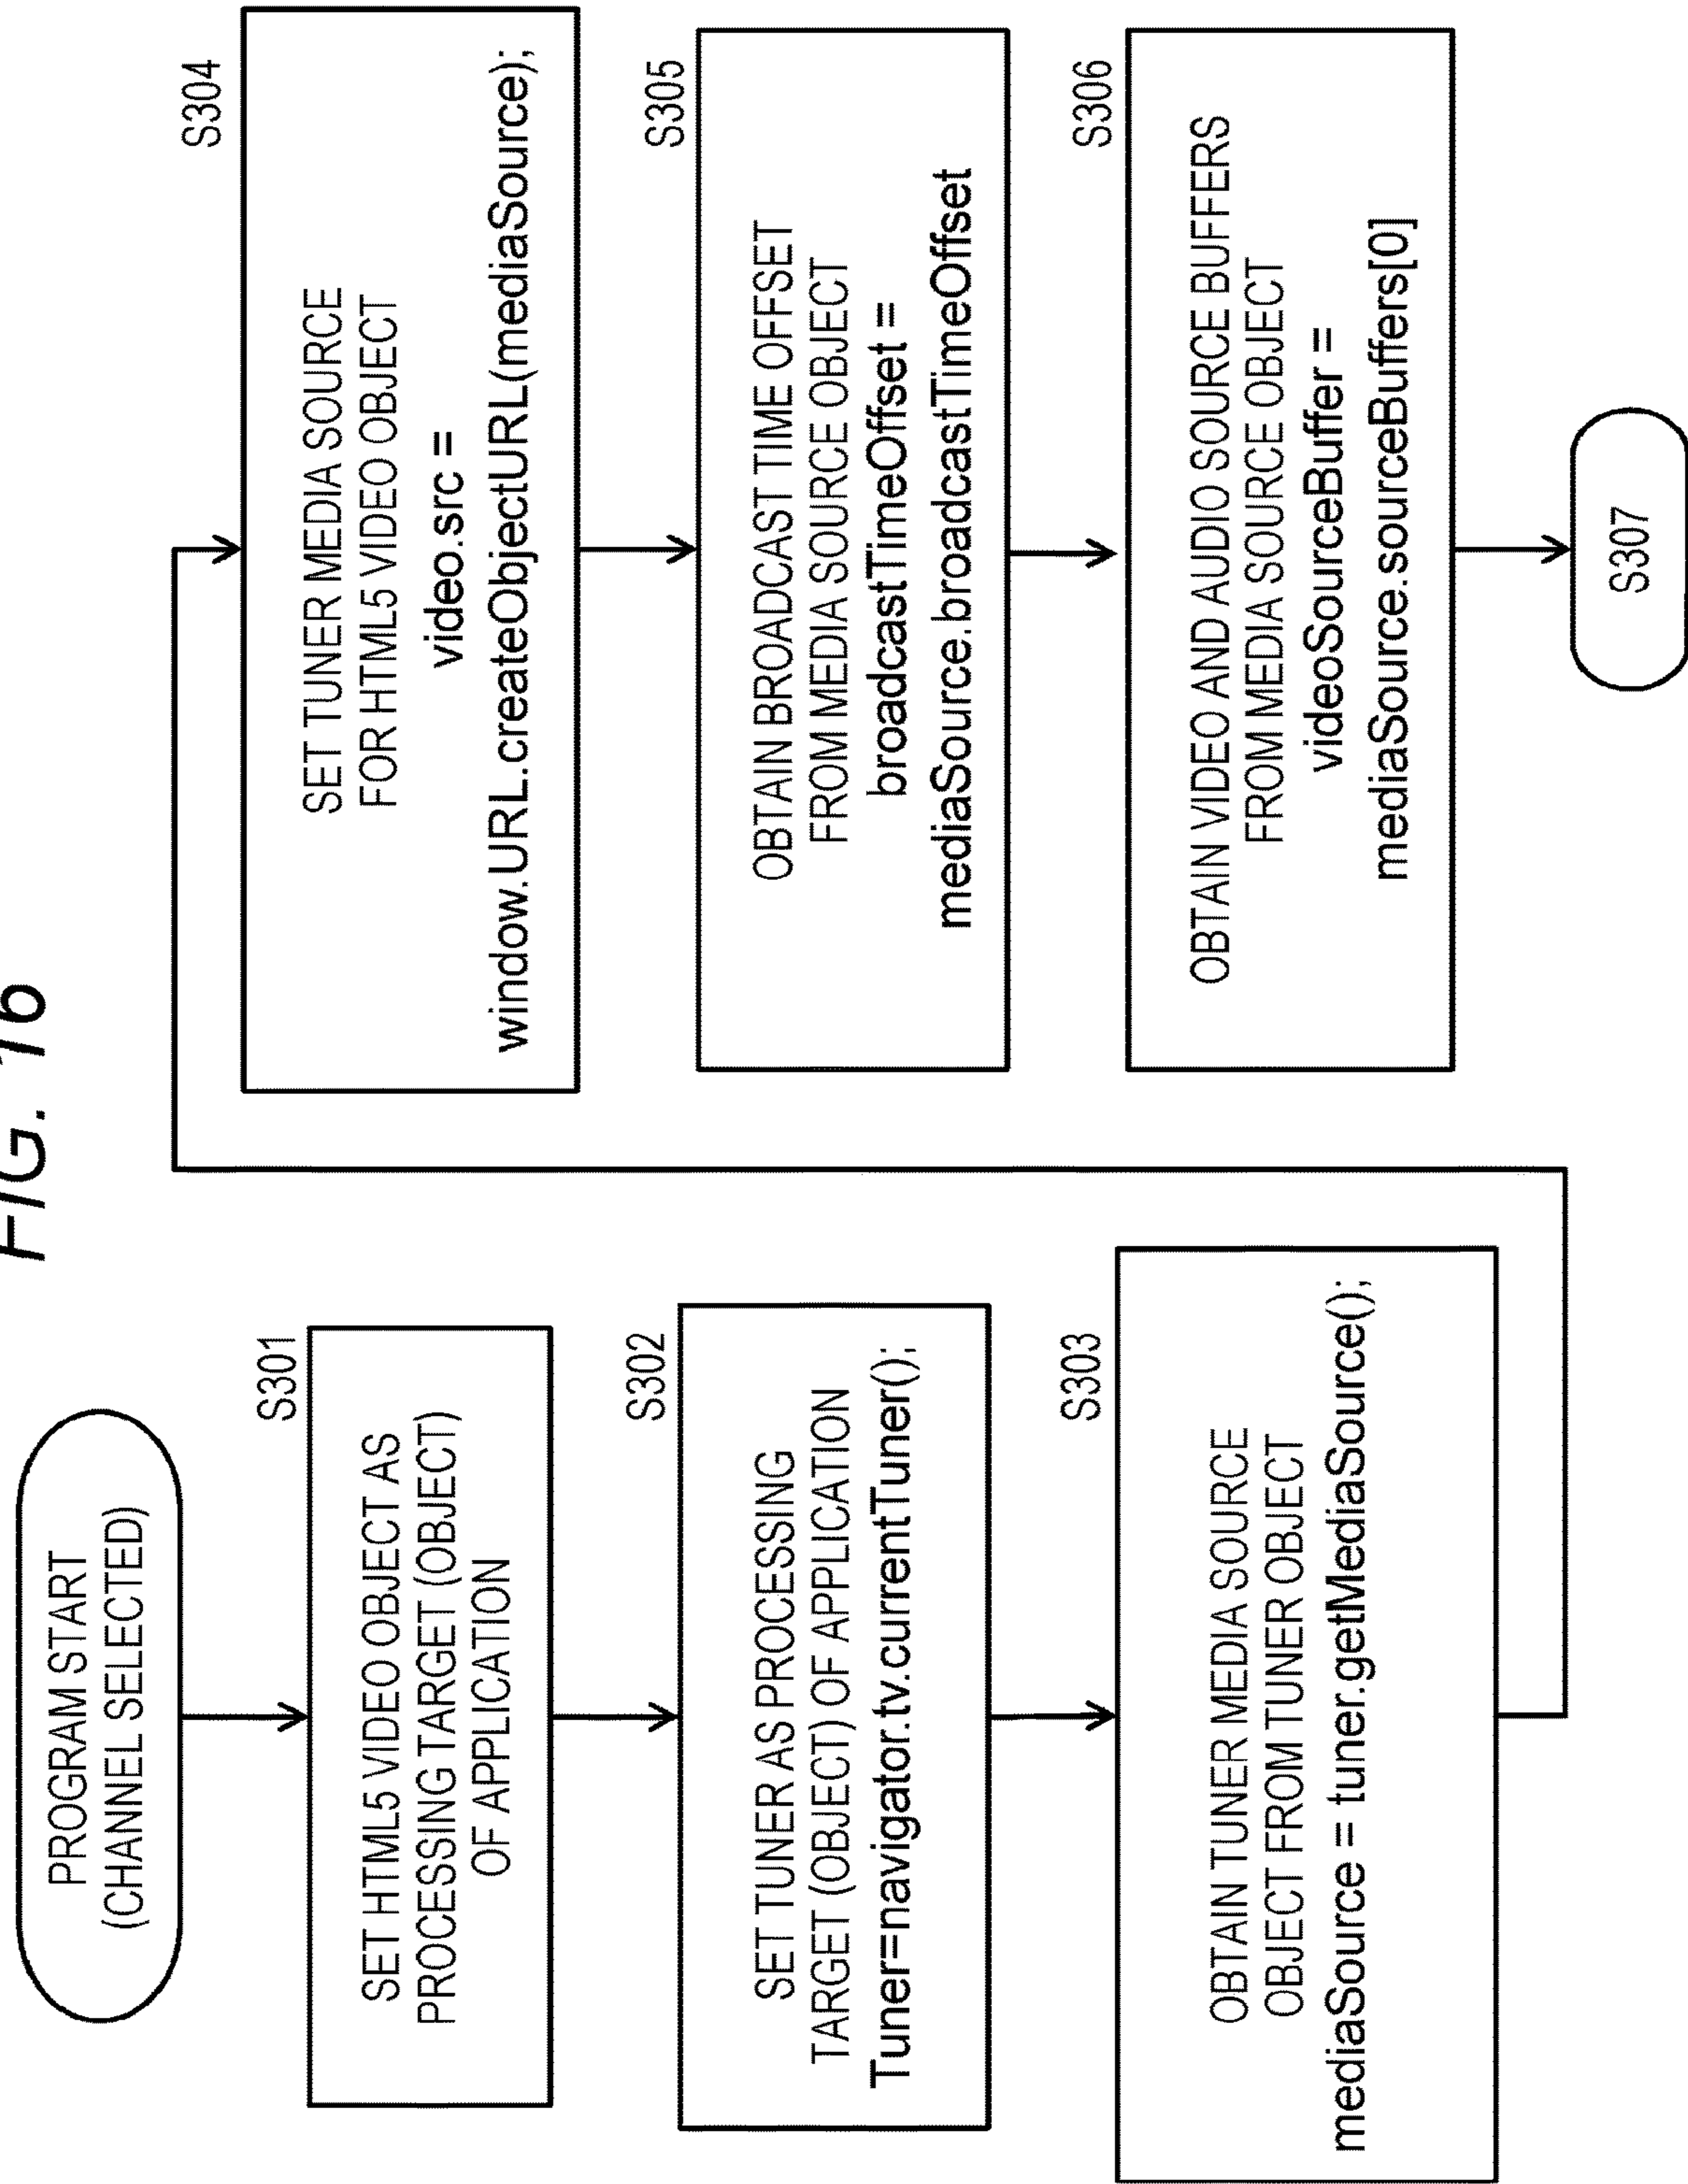 FIG. 16
PROGRAM START
(CHANNEL SELECTED)
S301
SET HTML5 VIDEO OBJECT AS
PROCESSING TARGET (OBJECT)
OF APPLICATION
S302
SET TUNER AS PROCESSING
TARGET (OBJECT) OF APPLICATION
Tuner=navigator.tv.currentTuner();
S303
OBTAIN TUNER MEDIA SOURCE
OBJECT FROM TUNER OBJECT
mediaSource = tuner.getMediaSource();
S304
SET TUNER MEDIA SOURCE
FOR HTML5 VIDEO OBJECT
video.src =
window.URL.createObjectURL(mediaSource);
S305
OBTAIN BROADCAST TIME OFFSET
FROM MEDIA SOURCE OBJECT
broadcastTimeOffset =
mediaSource.broadcastTimeOffset
S306
OBTAIN VIDEO AND AUDIO SOURCE BUFFERS
FROM MEDIA SOURCE OBJECT
videoSourceBuffer =
mediaSource.sourceBuffers[0]
S307